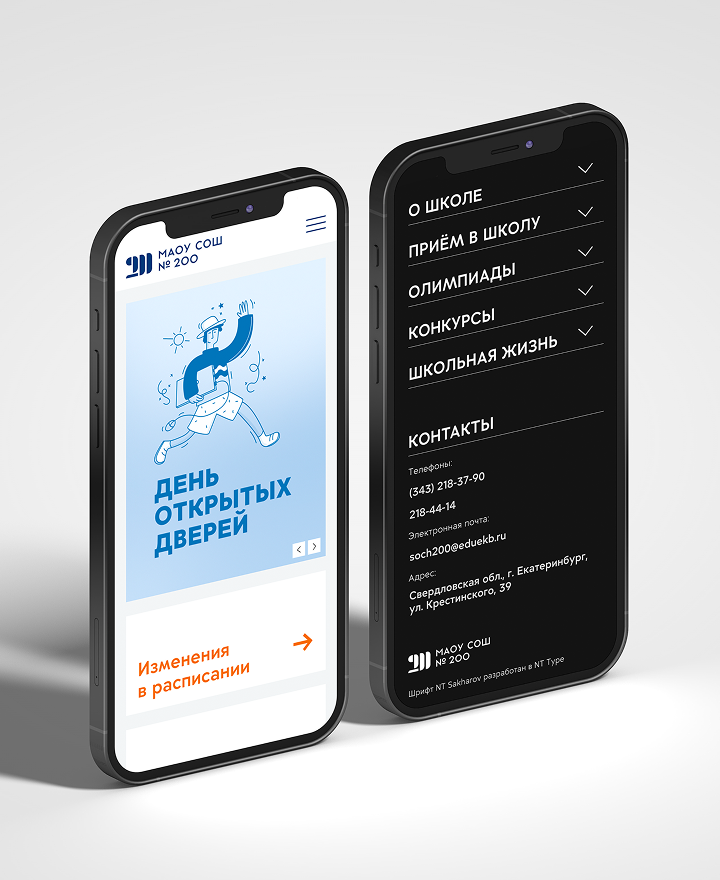 МАОУ СОШ
№ 200
ДЕНЬ
ОТКРЫТЫХ
ДВЕРЕЙ
Изменения
в расписании
О ШКОЛЕ
ПРИЁМ В ШКОЛУ
ОЛИМПИАДЫ
КОНКУРСЫ
ШКОЛЬНАЯ ЖИЗНЬ
КОНТАКТЫ
Телефоны:
(343) 218-37-90
218-44-14
Электронная почта:
soch200@eduekb.ru
Адрес:
Свердловская обл., г. Екатеринбург,
ул. Крестинского, 39
МАОУ СОШ
№ 200
Шрифт NT Sakharov разработан в NT Type